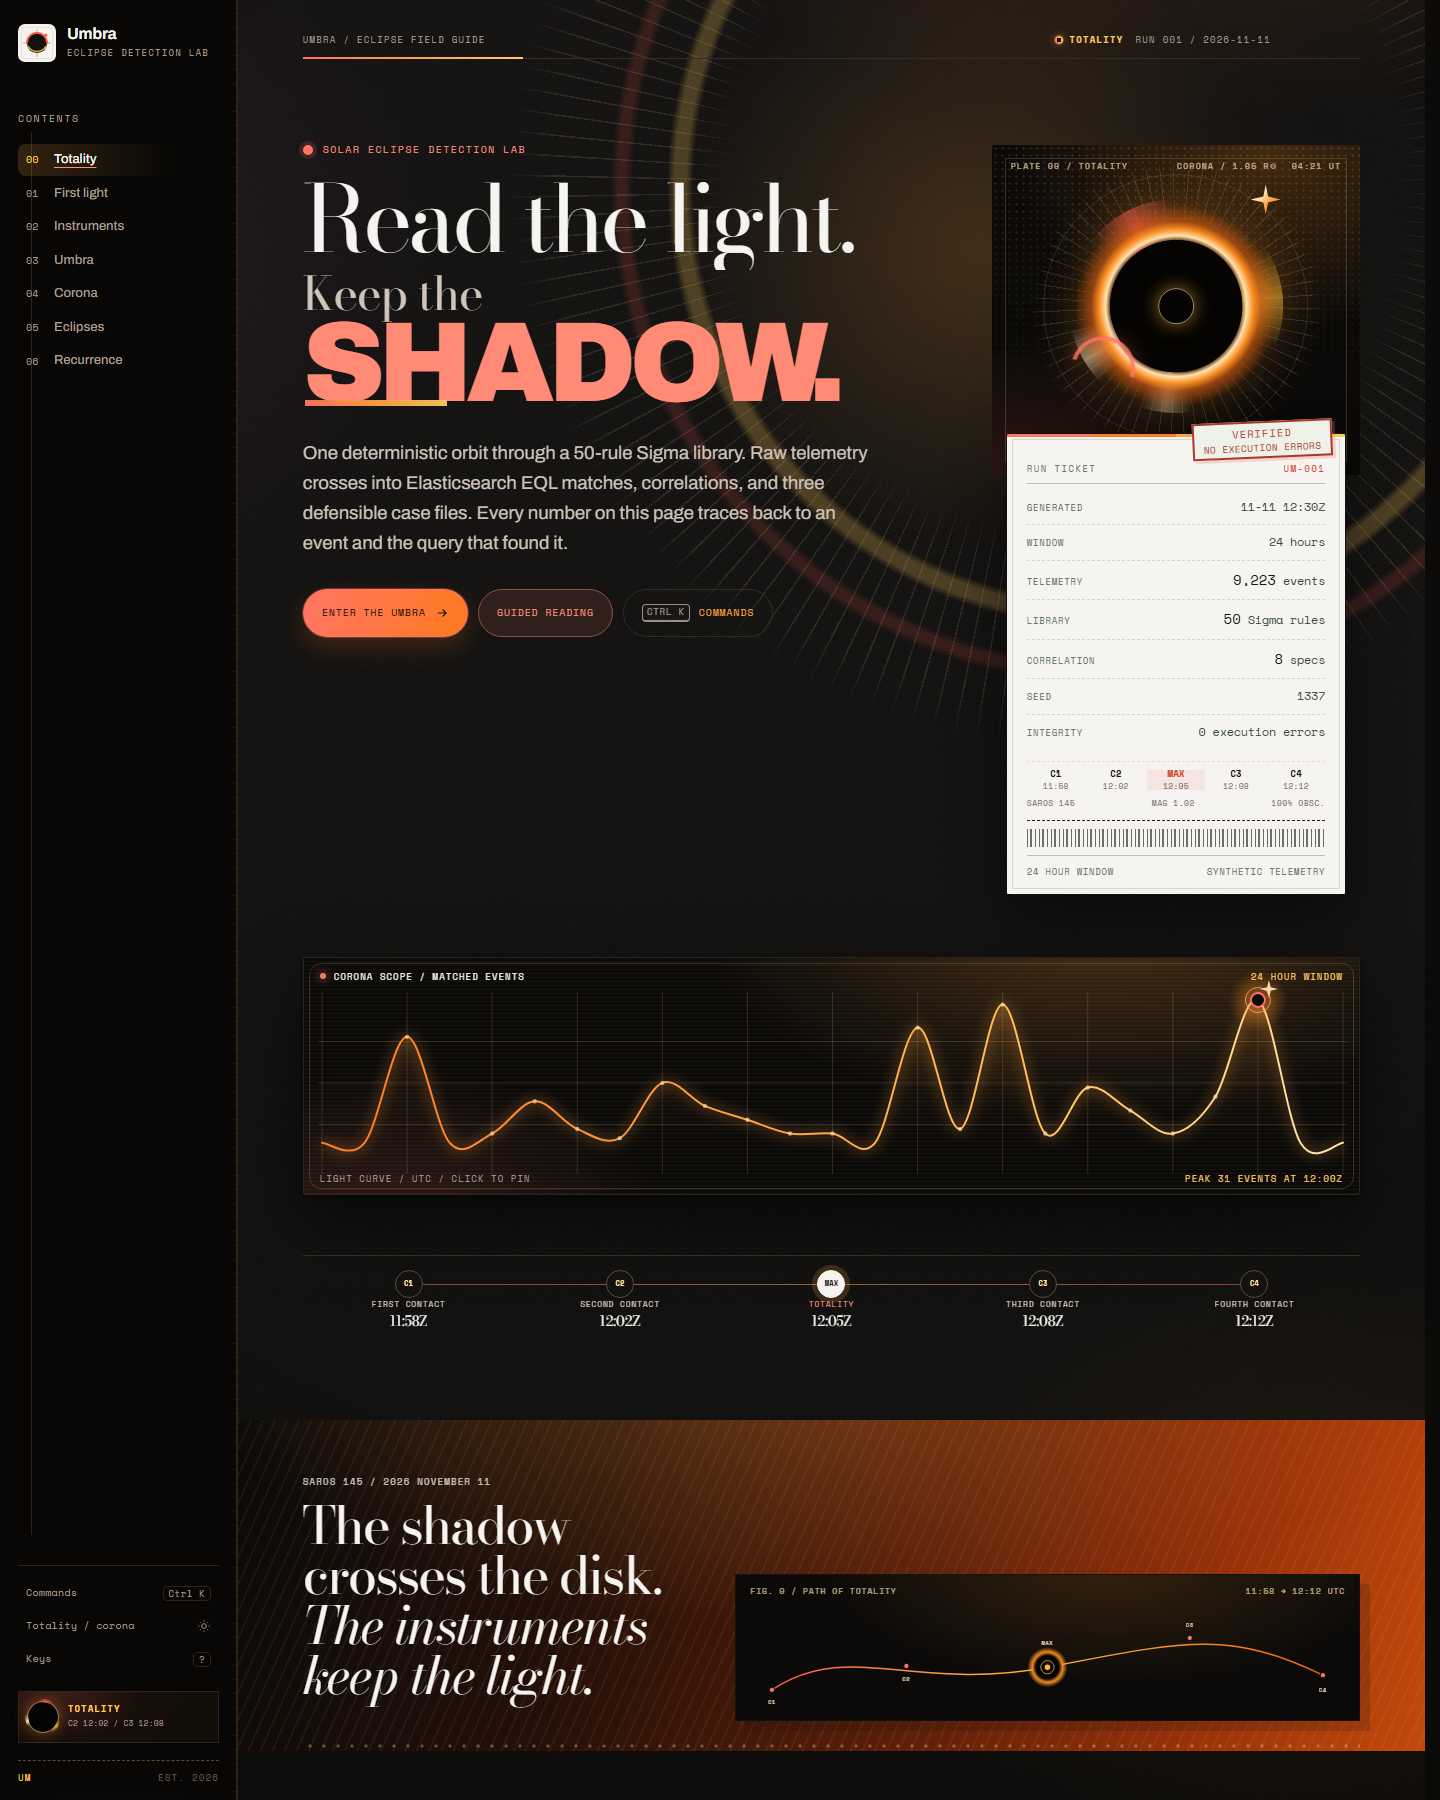 Umbra
ECLIPSE DETECTION LAB
CONTENTS
00 Totality
01 First light
02 Instruments
03 Umbra
04 Corona
05 Eclipses
06 Recurrence
Commands Ctrl K
Totality / corona
Keys ?
TOTALITY
C2 12:02 / C3 12:08
UM EST. 2026
UMBRA / ECLIPSE FIELD GUIDE
TOTALITY RUN 001 / 2026-11-11
SOLAR ECLIPSE DETECTION LAB
Read the light.
Keep the
SHADOW.
One deterministic orbit through a 50-rule Sigma library. Raw telemetry
crosses into Elasticsearch EQL matches, correlations, and three
defensible case files. Every number on this page traces back to an
event and the query that found it.
ENTER THE UMBRA →
GUIDED READING
CTRL K COMMANDS
PLATE 00 / TOTALITY
CORONA / 1.05 R⊙ 04:21 UT
VERIFIED
NO EXECUTION ERRORS
RUN TICKET UM-001
GENERATED 11-11 12:30Z
WINDOW 24 hours
TELEMETRY 9,223 events
LIBRARY 50 Sigma rules
CORRELATION 8 specs
SEED 1337
INTEGRITY 0 execution errors
C1 C2 MAX C3 C4
11:58 12:02 12:05 12:08 12:12
SAROS 145 MAG 1.02 100% OBSC.
24 HOUR WINDOW SYNTHETIC TELEMETRY
CORONA SCOPE / MATCHED EVENTS
24 HOUR WINDOW
LIGHT CURVE / UTC / CLICK TO PIN
PEAK 31 EVENTS AT 12:00Z
C1 C2 MAX C3 C4
FIRST CONTACT SECOND CONTACT TOTALITY THIRD CONTACT FOURTH CONTACT
11:58Z 12:02Z 12:05Z 12:08Z 12:12Z
SAROS 145 / 2026 NOVEMBER 11
The shadow
crosses the disk.
The instruments
keep the light.
FIG. 0 / PATH OF TOTALITY
11:58 → 12:12 UTC
C1
C2
MAX
C3
C4